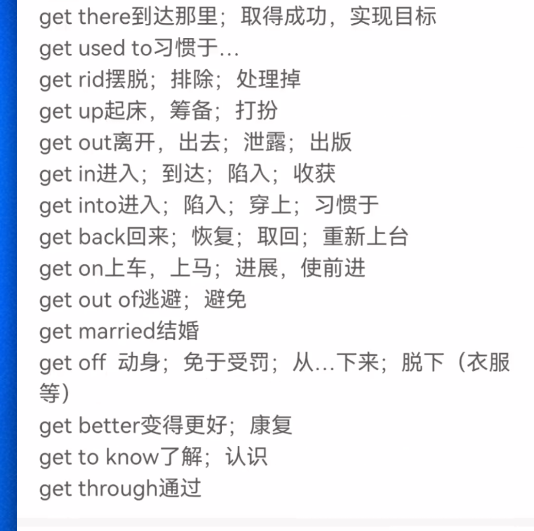 get there到达那里；取得成功，实现目标
get used to习惯于…
get rid摆脱；排除；处理掉
get up起床，筹备；打扮
get out离开，出去；泄露；出版
get in进入；到达；陷入；收获
get into进入；陷入；穿上；习惯于
get back回来；恢复；取回；重新上台
get on上车，上马；进展，使前进
get out of逃避；避免
get married结婚
get off 动身；免于受罚；从…下来；脱下（衣服
等）
get better变得更好；康复
get to know了解；认识
get through通过